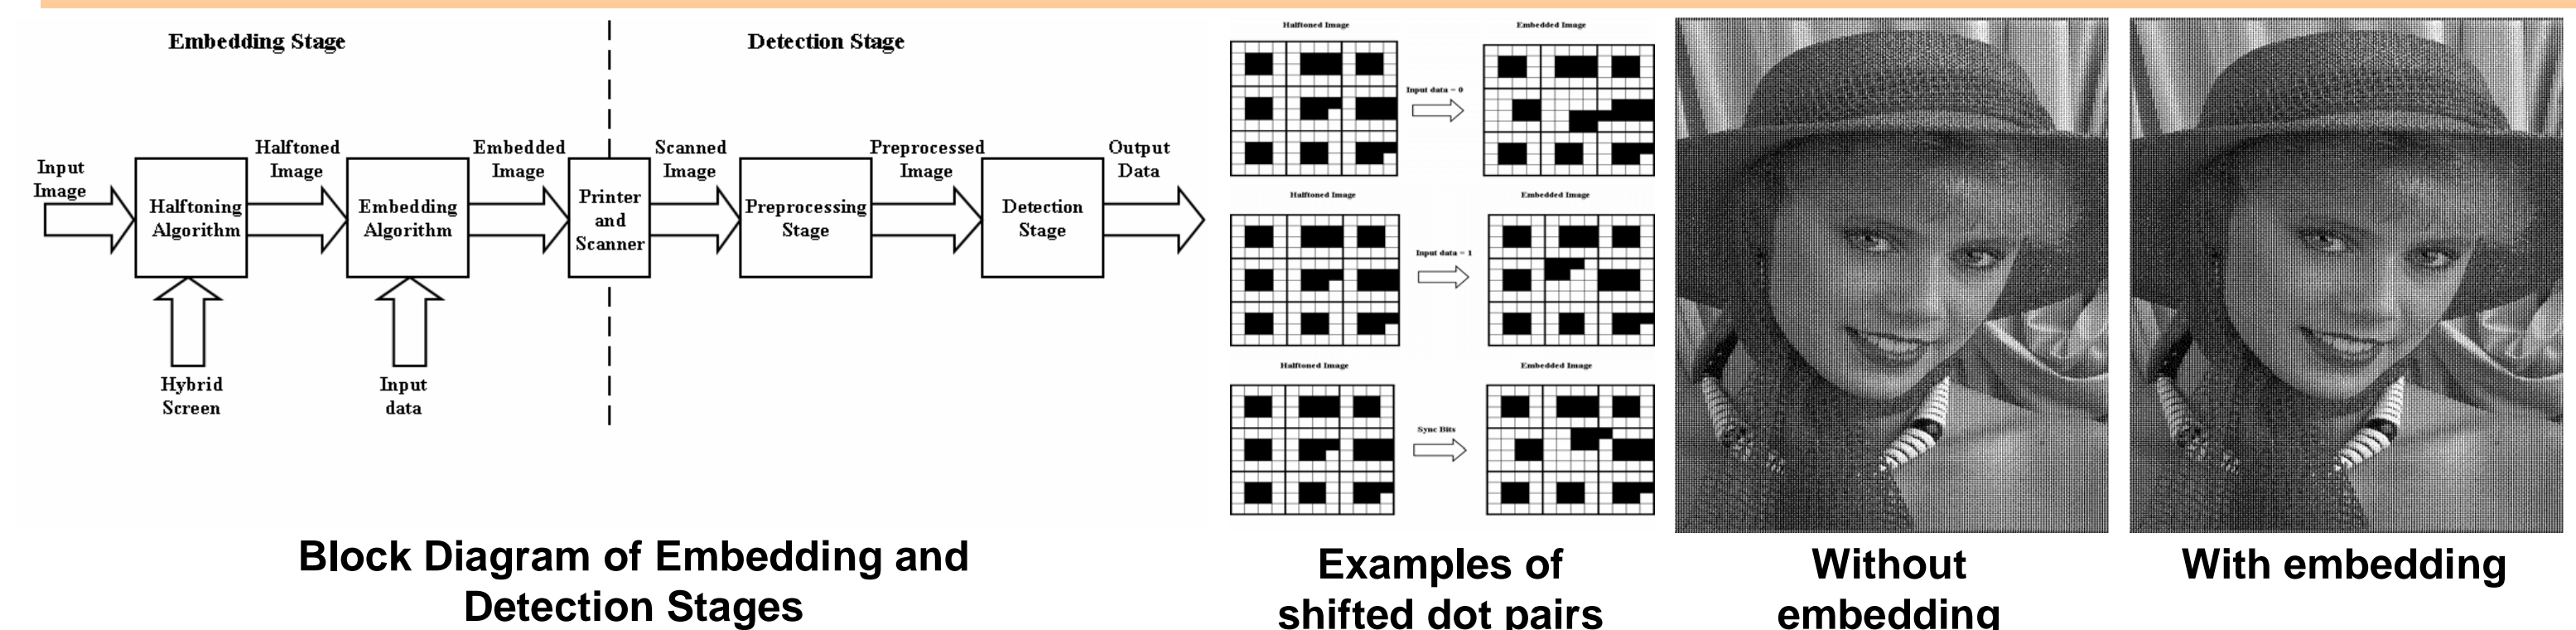 Embedding Stage
Detection Stage
Input
Image
Halftoning
Algorithm
Halftoned
Image
Embedding
Algorithm
Embedded
Image
Printer
and
Scanner
Scanned
Image
Preprocessing
Stage
Preprocessed
Image
Detection
Stage
Output
Data
Hybrid
Screen
Input
data
Block Diagram of Embedding and
Detection Stages
Halftoned Image
Embedded Image
Input data = 0
Halftoned Image
Embedded Image
Input data = 1
Halftoned Image
Embedded Image
Sync Bits
Examples of
shifted dot pairs
Without
embedding
With embedding